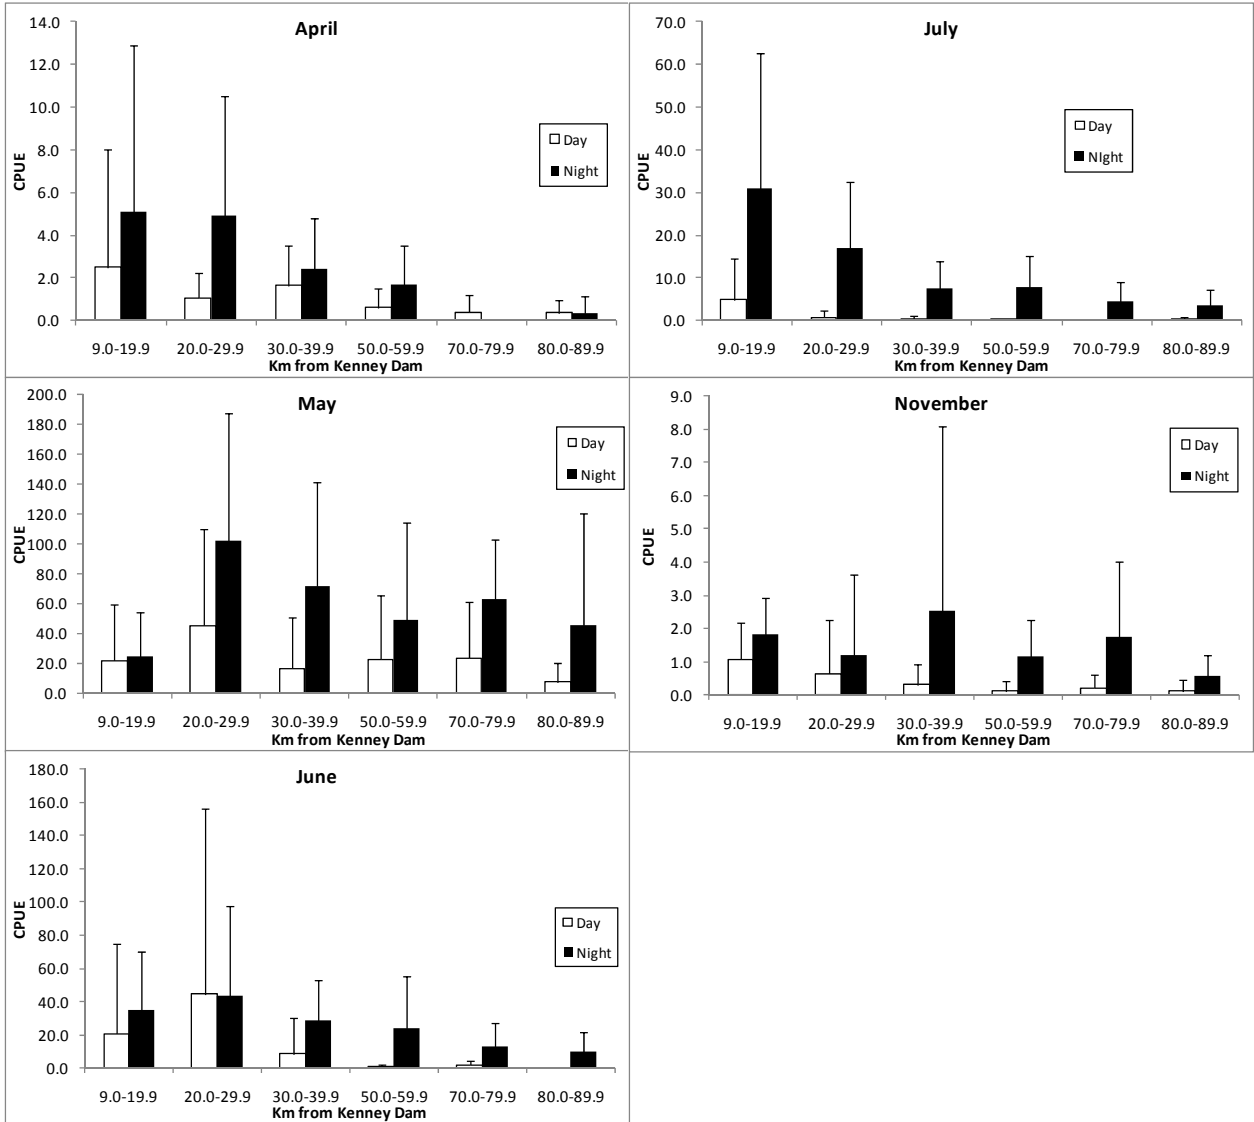 April
14.0
12.0
10.0
8.0
6.0
4.0
2.0
0.0
CPUE
Day
Night
9.0-19.9 20.0-29.9 30.0-39.9 50.0-59.9 70.0-79.9 80.0-89.9
Km from Kenney Dam
July
70.0
60.0
50.0
40.0
30.0
20.0
10.0
0.0
CPUE
Day
NIght
9.0-19.9 20.0-29.9 30.0-39.9 50.0-59.9 70.0-79.9 80.0-89.9
Km from Kenney Dam
May
200.0
180.0
160.0
140.0
120.0
100.0
80.0
60.0
40.0
20.0
0.0
CPUE
Day
Night
9.0-19.9 20.0-29.9 30.0-39.9 50.0-59.9 70.0-79.9 80.0-89.9
Km from Kenney Dam
November
9.0
8.0
7.0
6.0
5.0
4.0
3.0
2.0
1.0
0.0
CPUE
Day
Night
9.0-19.9 20.0-29.9 30.0-39.9 50.0-59.9 70.0-79.9 80.0-89.9
Km from Kenney Dam
June
180.0
160.0
140.0
120.0
100.0
80.0
60.0
40.0
20.0
0.0
CPUE
Day
Night
9.0-19.9 20.0-29.9 30.0-39.9 50.0-59.9 70.0-79.9 80.0-89.9
Km from Kenney Dam